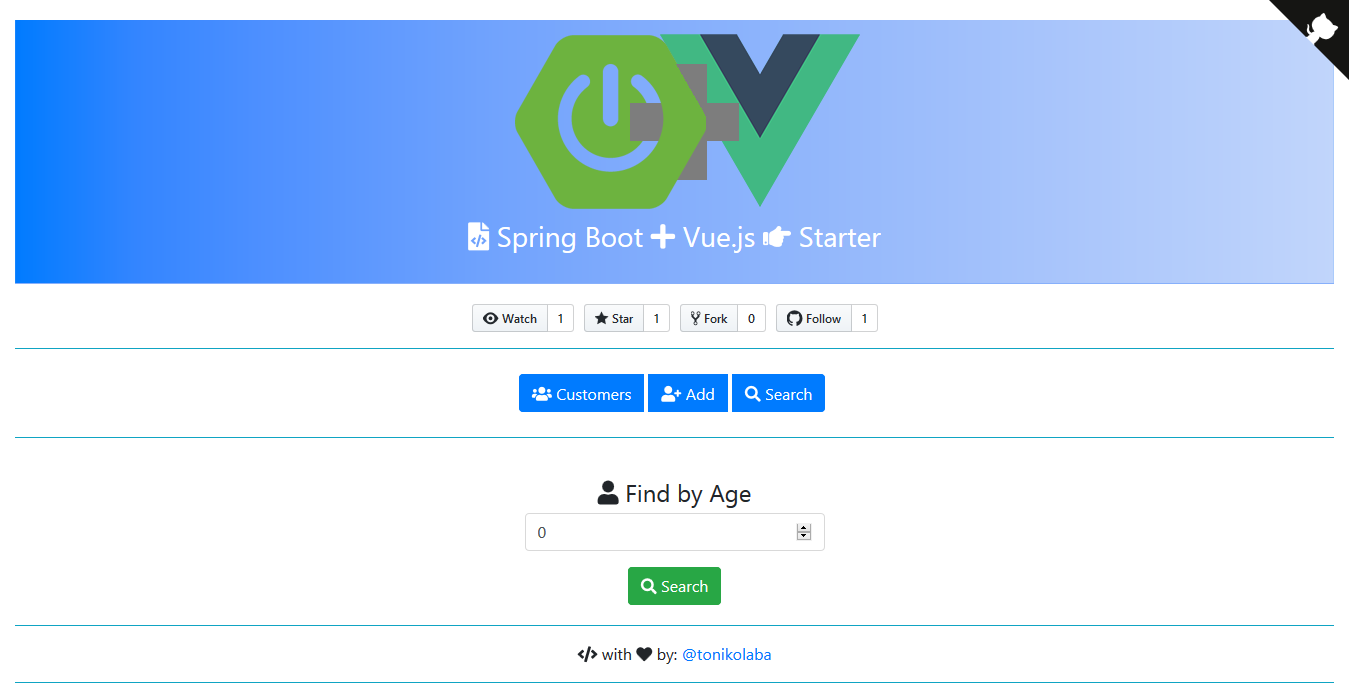 Spring Boot Vue.js Starter
Watch 1 Star 1 Fork 0 Follow 1
Customers Add Search
Find by Age
0
Search
with by: @tonikolaba